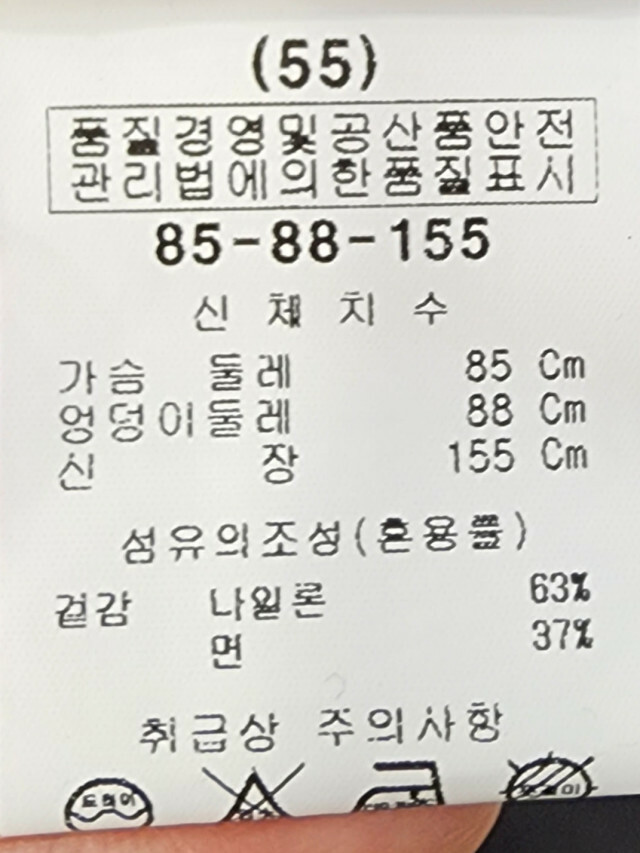 (55)
품질경영및공산품안전
관리법에의한품질표시
85-88-155
신체치수
가슴 둘레 85 Cm
엉덩이둘레 88 Cm
신 장 155 Cm
섬유의조성(혼용률)
겉감 나일론 63%
면 37%
취급상 주의사항
드라이